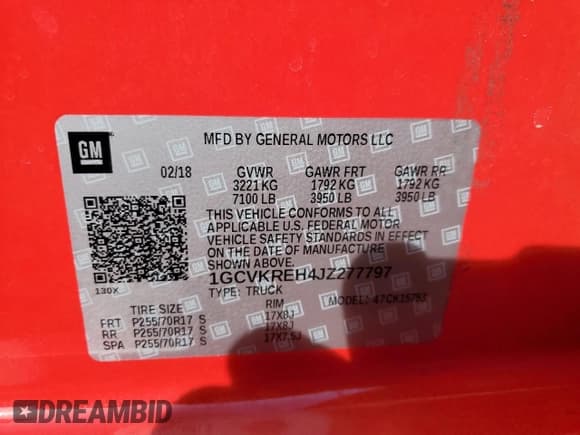 GM
MFD BY GENERAL MOTORS LLC
02/18 GVWR GAWR FRT GAWR RR
3221 KG 1792 KG 1792 KG
7100 LB 3950 LB 3950 LB
THIS VEHICLE CONFORMS TO ALL
APPLICABLE U.S. FEDERAL MOTOR
VEHICLE SAFETY STANDARDS IN EFFECT
ON THE DATE OF MANUFACTURE
SHOWN ABOVE.
130X
1GCVKREH4JZ277797
TYPE: TRUCK MODEL:
TIRE SIZE RIM
FRT P255/70R17 S 17X8J
RR P255/70R17 S 17X8J
SPA P255/70R17 S 17X7.5J
DREAMBID